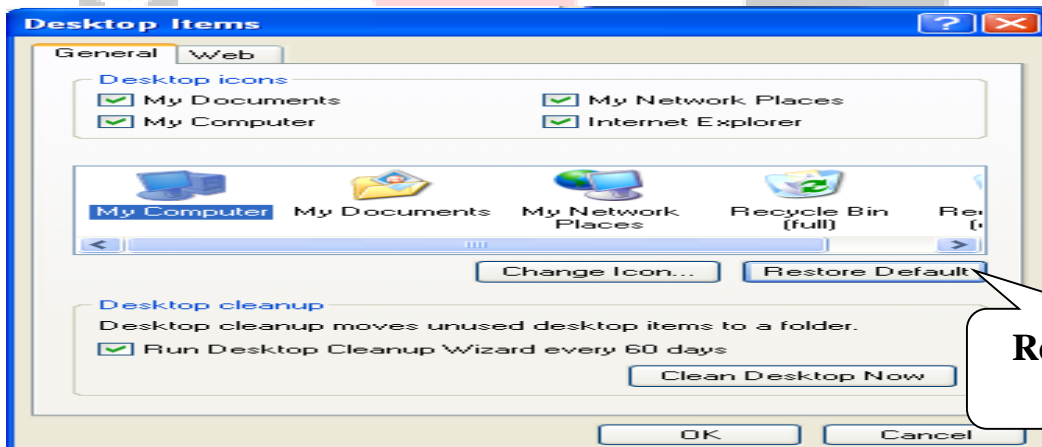 Desktop Items
General Web
Desktop icons
My Documents My Network Places
My Computer Internet Explorer
My Computer My Documents My Network Places Recycle Bin (full)
Change Icon... Restore Default
Desktop cleanup
Desktop cleanup moves unused desktop items to a folder.
Run Desktop Cleanup Wizard every 60 days
Clean Desktop Now
OK Cancel